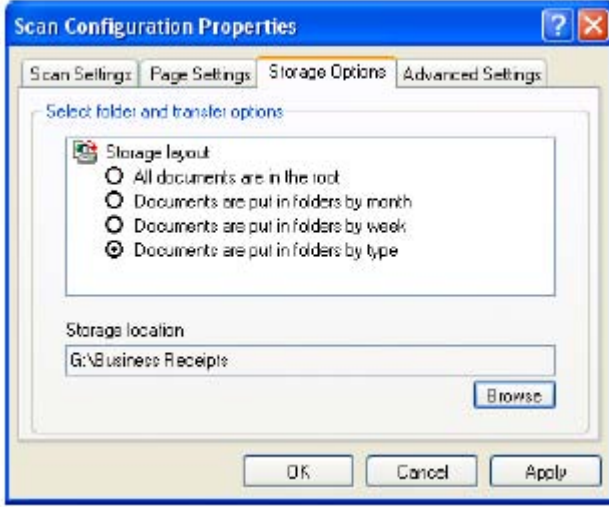 Scan Configuration Properties
Scan Settings Page Settings Storage Options Advanced Settings
Select folder and transfer options
Storage layout
All documents are in the root
Documents are put in folders by month
Documents are put in folders by week
Documents are put in folders by type
Storage location
G:\Business Receipts
Browse
OK Cancel Apply